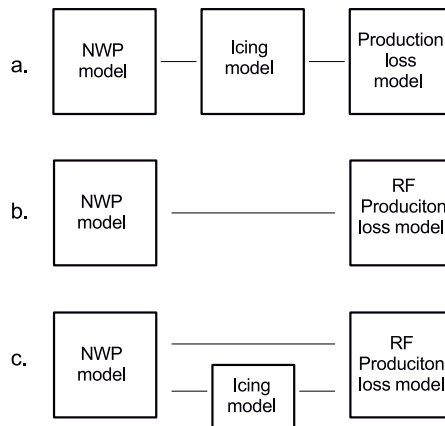 a.
NWP
model
Icing
model
Production
loss
model
b.
NWP
model
RF
Produciton
loss model
c.
NWP
model
Icing
model
RF
Produciton
loss model